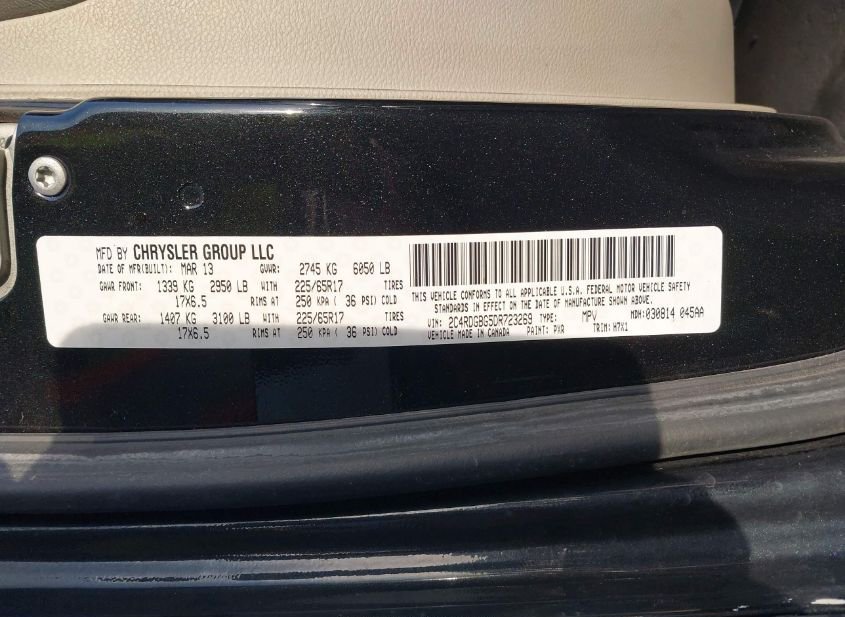 MFD BY CHRYSLER GROUP LLC
DATE OF MFR(BUILT): MAR 13 GVWR: 2745 KG 6050 LB
GAWR FRONT: 1339 KG 2950 LB WITH 225/65R17 TIRES
17X6.5 RIMS AT 250 KPA ( 36 PSI) COLD
GAWR REAR: 1407 KG 3100 LB WITH 225/65R17 TIRES
17X6.5 RIMS AT 250 KPA ( 36 PSI) COLD
THIS VEHICLE CONFORMS TO ALL APPLICABLE U.S.A. FEDERAL MOTOR VEHICLE SAFETY
STANDARDS IN EFFECT ON THE DATE OF MANUFACTURE SHOWN ABOVE.
VIN: 2C4RDGBG5DR723269 TYPE: MPV MDH: 030814 045AA
VEHICLE MADE IN CANADA PAINT: PXR TRIM: H7X1